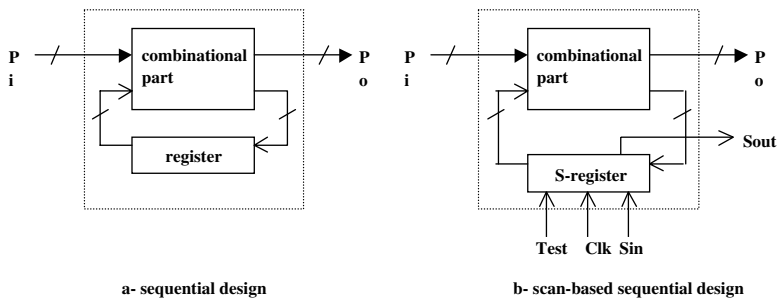 P
i
combinational
part
P
o
register
a- sequential design
P
i
combinational
part
P
o
Sout
S-register
Test Clk Sin
b- scan-based sequential design